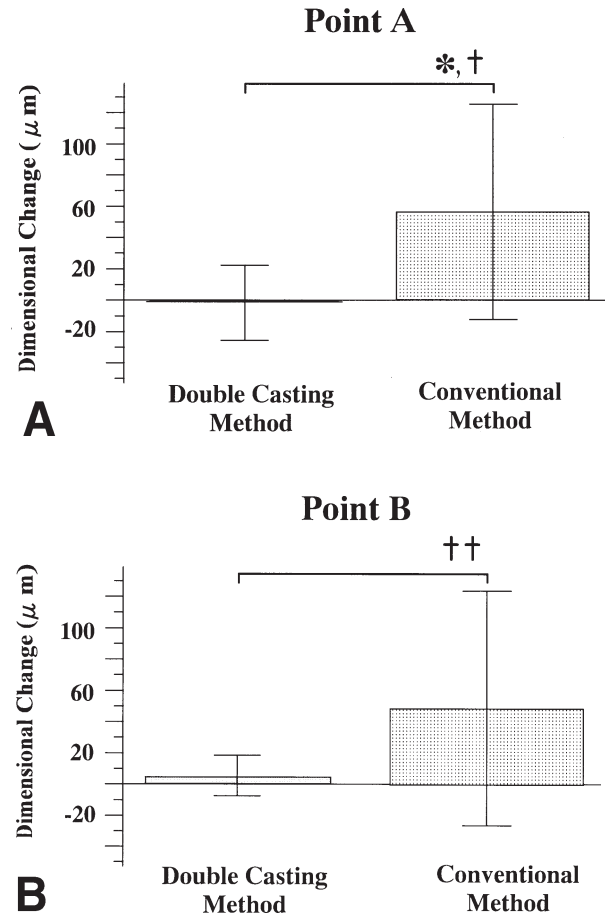 Point A
*, †
Dimensional Change ( μ m)
100
60
20
-20
Double Casting
Method
Conventional
Method
A
Point B
††
Dimensional Change (μ m)
100
60
20
-20
Double Casting
Method
Conventional
Method
B